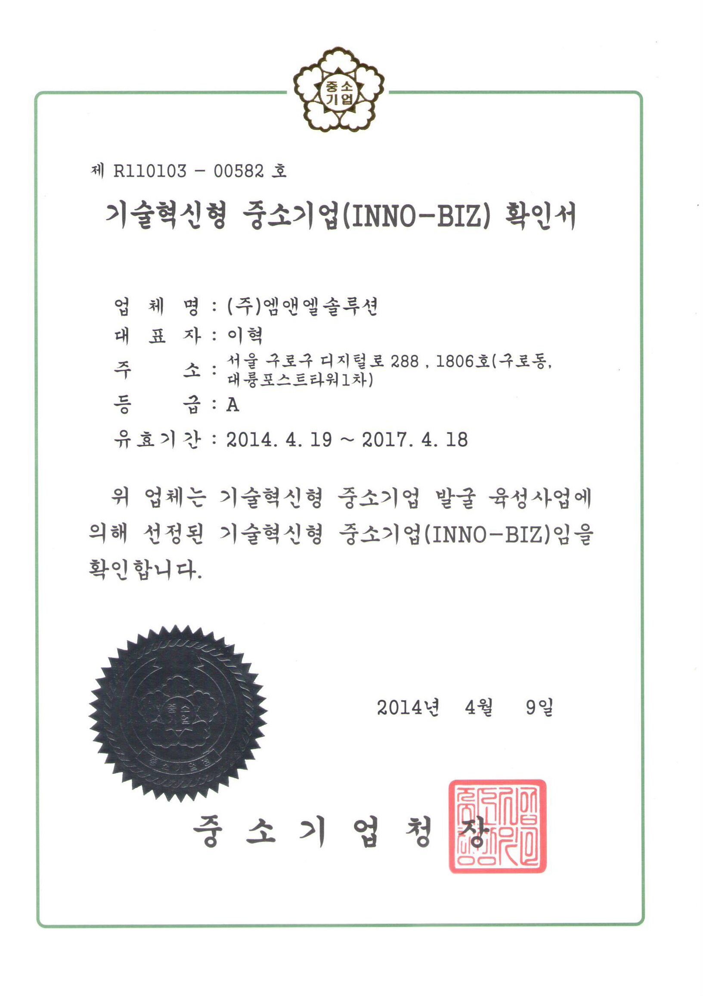 중소
기업
제 R110103 - 00582 호
기술혁신형 중소기업(INNO-BIZ) 확인서
업 체 명 : (주)엠앤엘솔루션
대 표 자 : 이혁
주 소 : 서울 구로구 디지털로 288 , 1806호(구로동,
대륭포스트타워1차)
등 급 : A
유효기간 : 2014. 4. 19 ~ 2017. 4. 18
위 업체는 기술혁신형 중소기업 발굴 육성사업에
의해 선정된 기술혁신형 중소기업(INNO-BIZ)임을
확인합니다.
중소
기업
중소기업청
2014년 4월 9일
중 소 기 업 청 장